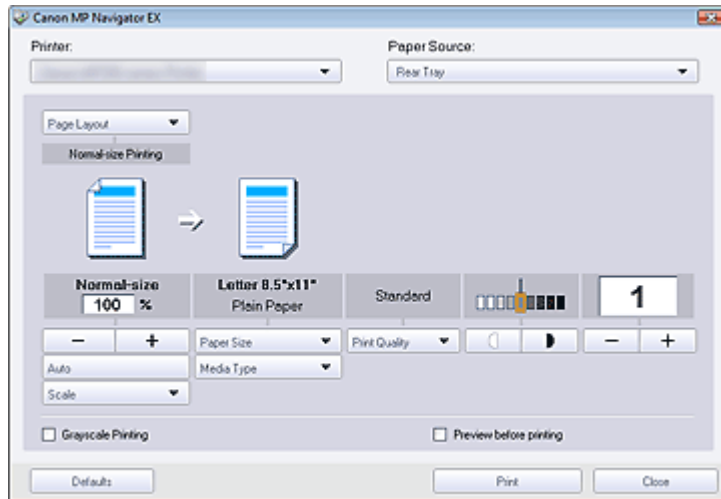 Canon MP Navigator EX
Printer:
Paper Source:
Rear Tray
Page Layout
Normal-size Printing
Normal-size
100 %
Letter 8.5"x11"
Plain Paper
Standard
1
− +
Auto
Scale
Paper Size
Media Type
Print Quality
− +
Grayscale Printing
Preview before printing
Defaults
Print
Close